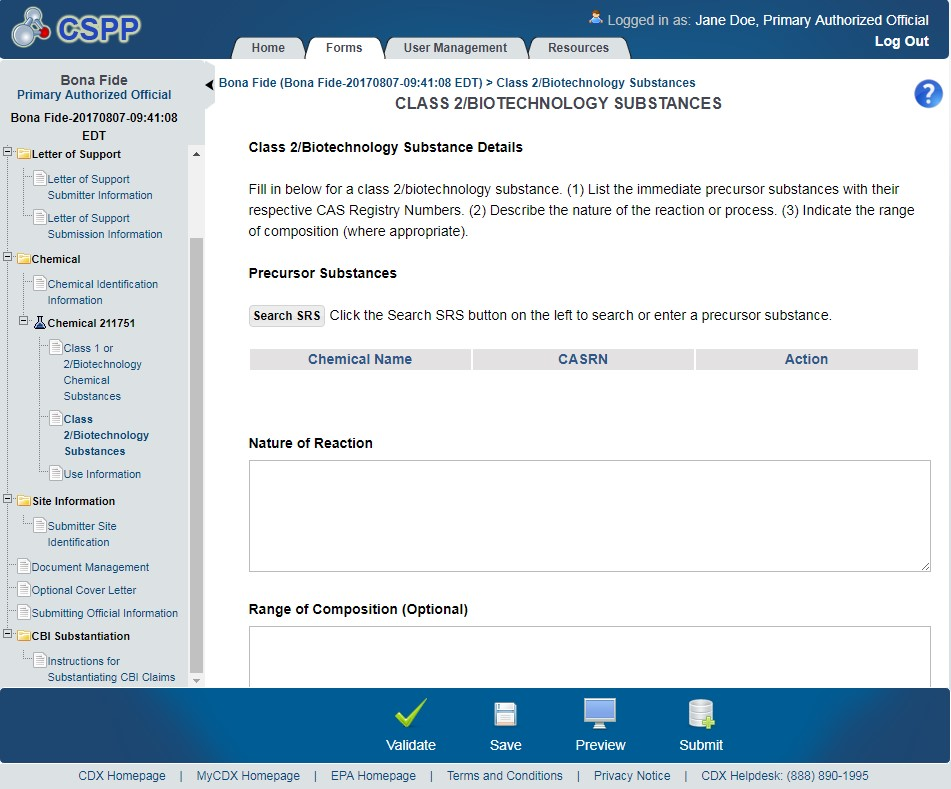 CSPP
Logged in as: Jane Doe, Primary Authorized Official
Log Out
Home
Forms
User Management
Resources
Bona Fide
Primary Authorized Official
Bona Fide-20170807-09:41:08
EDT
Letter of Support
Letter of Support
Submitter Information
Letter of Support
Submission Information
Chemical
Chemical Identification
Information
Chemical 211751
Class 1 or
2/Biotechnology
Chemical
Substances
Class
2/Biotechnology
Substances
Use Information
Site Information
Submitter Site
Identification
Document Management
Optional Cover Letter
Submitting Official Information
CBI Substantiation
Instructions for
Substantiating CBI Claims
Bona Fide (Bona Fide-20170807-09:41:08 EDT) > Class 2/Biotechnology Substances
CLASS 2/BIOTECHNOLOGY SUBSTANCES
?
Class 2/Biotechnology Substance Details
Fill in below for a class 2/biotechnology substance. (1) List the immediate precursor substances with their
respective CAS Registry Numbers. (2) Describe the nature of the reaction or process. (3) Indicate the range
of composition (where appropriate).
Precursor Substances
Search SRS Click the Search SRS button on the left to search or enter a precursor substance.
Chemical Name CASRN Action
Nature of Reaction
Range of Composition (Optional)
Validate
Save
Preview
Submit
CDX Homepage | MyCDX Homepage | EPA Homepage | Terms and Conditions | Privacy Notice | CDX Helpdesk: (888) 890-1995